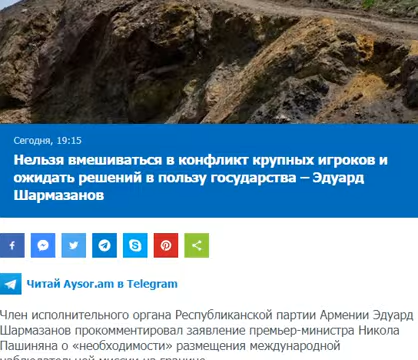 Сегодня, 19:15
Нельзя вмешиваться в конфликт крупных игроков и
ожидать решений в пользу государства – Эдуард
Шармазанов
Читай Aysor.am в Telegram
Член исполнительного органа Республиканской партии Армении Эдуард
Шармазанов прокомментировал заявление премьер-министра Никола
Пашиняна о «необходимости» размещения международной